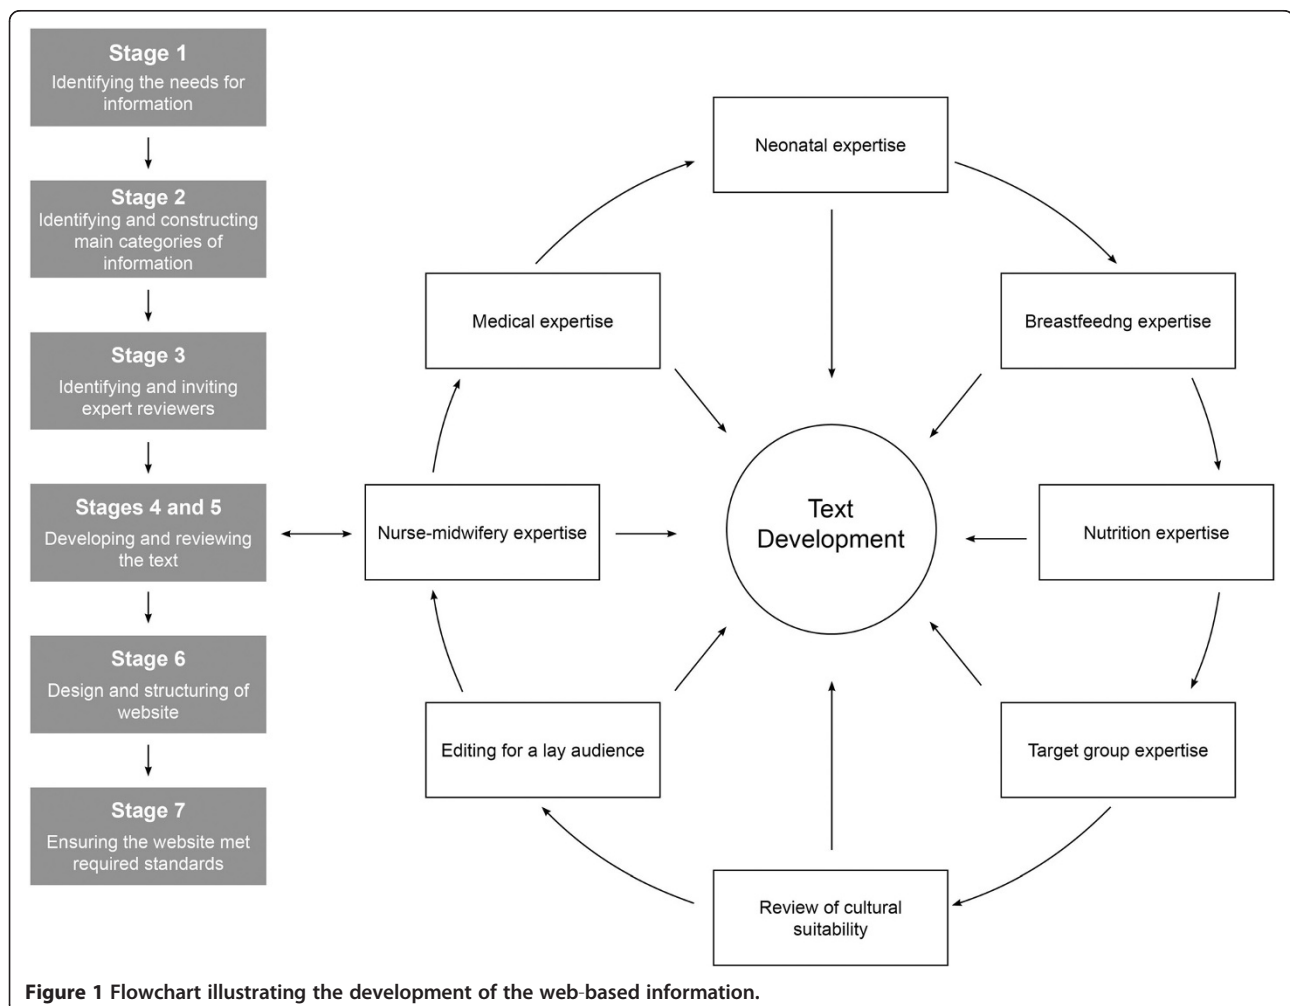 Stage 1
Identifying the needs for
information
Stage 2
Identifying and constructing
main categories of
information
Stage 3
Identifying and inviting
expert reviewers
Stages 4 and 5
Developing and reviewing
the text
Stage 6
Design and structuring of
website
Stage 7
Ensuring the website met
required standards
Neonatal expertise
Medical expertise
Breastfeedng expertise
Nurse-midwifery expertise
Text
Development
Nutrition expertise
Editing for a lay audience
Target group expertise
Review of cultural
suitability
Figure 1 Flowchart illustrating the development of the web-based information.